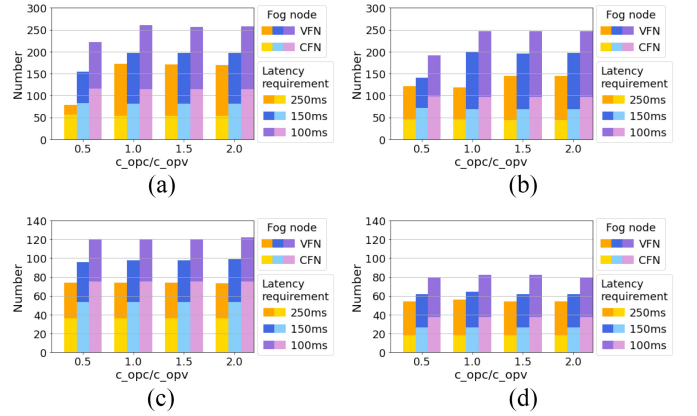 300
250
200
150
100
50
0
Number
0.5 1.0 1.5 2.0
c_opc/c_opv
Fog node
VFN
CFN
Latency
requirement
250ms
150ms
100ms
(a)
300
250
200
150
100
50
0
Number
0.5 1.0 1.5 2.0
c_opc/c_opv
Fog node
VFN
CFN
Latency
requirement
250ms
150ms
100ms
(b)
140
120
100
80
60
40
20
0
Number
0.5 1.0 1.5 2.0
c_opc/c_opv
Fog node
VFN
CFN
Latency
requirement
250ms
150ms
100ms
(c)
140
120
100
80
60
40
20
0
Number
0.5 1.0 1.5 2.0
c_opc/c_opv
Fog node
VFN
CFN
Latency
requirement
250ms
150ms
100ms
(d)